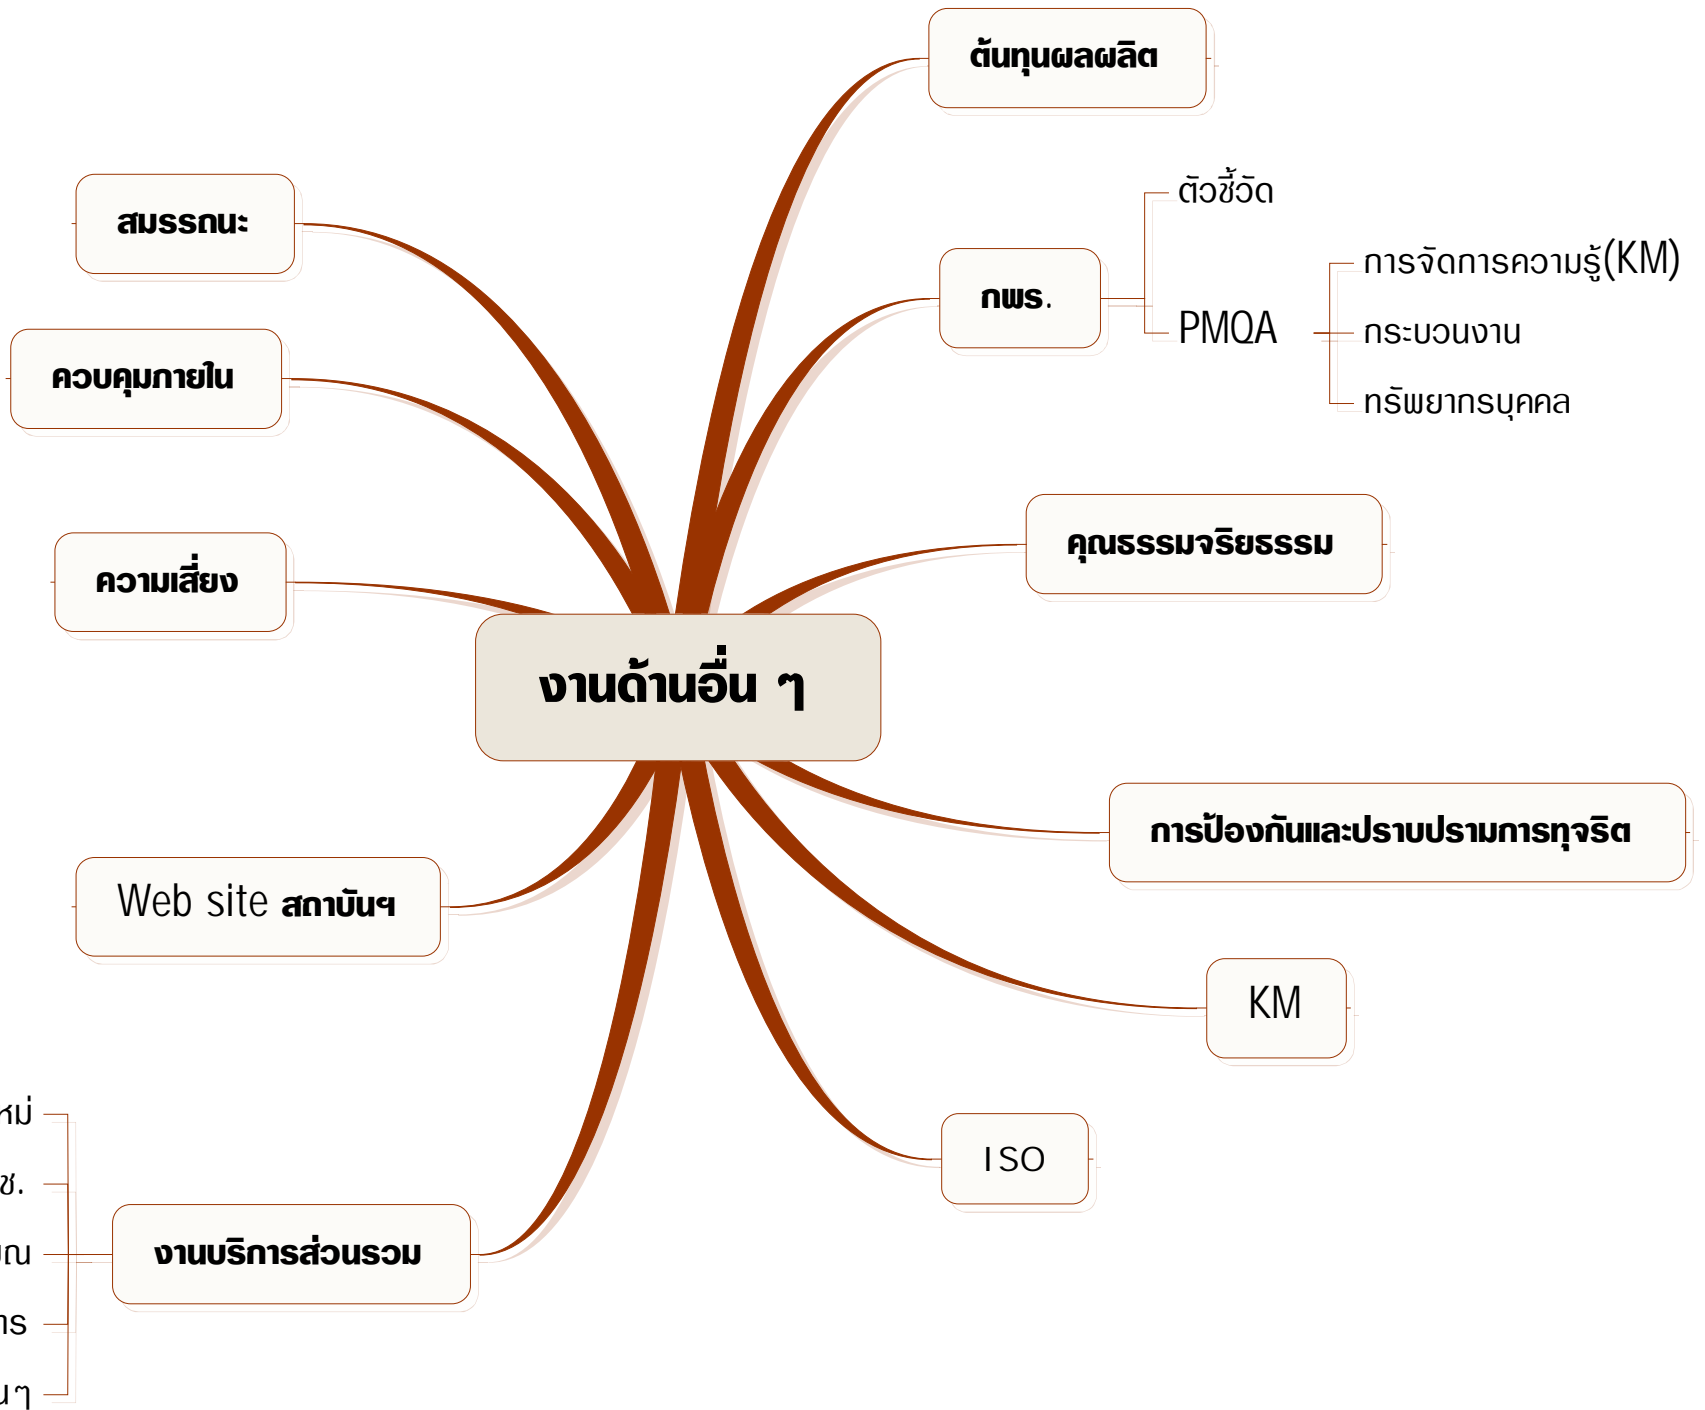 ต้นทุนผลผลิต
ตัวชี้วัด
สมรรถนะ
การจัดการความรู้(KM)
กพร.
PMQA
กระบวนงาน
ควบคุมภายใน
ทรัพยากรบุคคล
คุณธรรมจริยธรรม
ความเสี่ยง
งานด้านอื่น ๆ
การป้องกันและปราบปรามการทุจริต
Web site สถาบันฯ
KM
ISO
งานบริการส่วนรวม